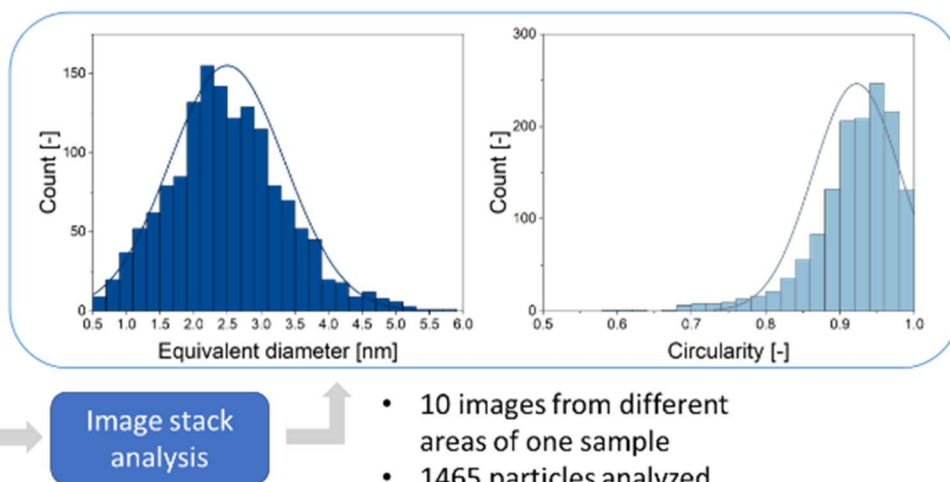 150
100
50
0
0.5 1.0 1.5 2.0 2.5 3.0 3.5 4.0 4.5 5.0 5.5 6.0
Count [-]
Equivalent diameter [nm]
300
200
100
0
0.5 0.6 0.7 0.8 0.9 1.0
Count [-]
Circularity [-]
Image stack
analysis
• 10 images from different
areas of one sample
• 1465 particles analyzed